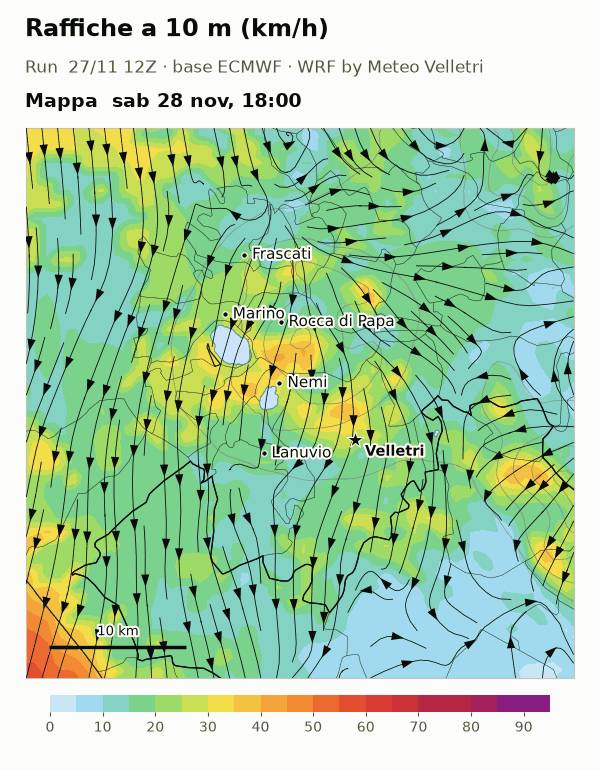 Raffiche a 10 m (km/h)
Run 27/11 12Z · base ECMWF · WRF by Meteo Velletri
Mappa sab 28 nov, 18:00
Frascati
Marino
Rocca di Papa
Nemi
Velletri
Lanuvio
10 km
0 10 20 30 40 50 60 70 80 90